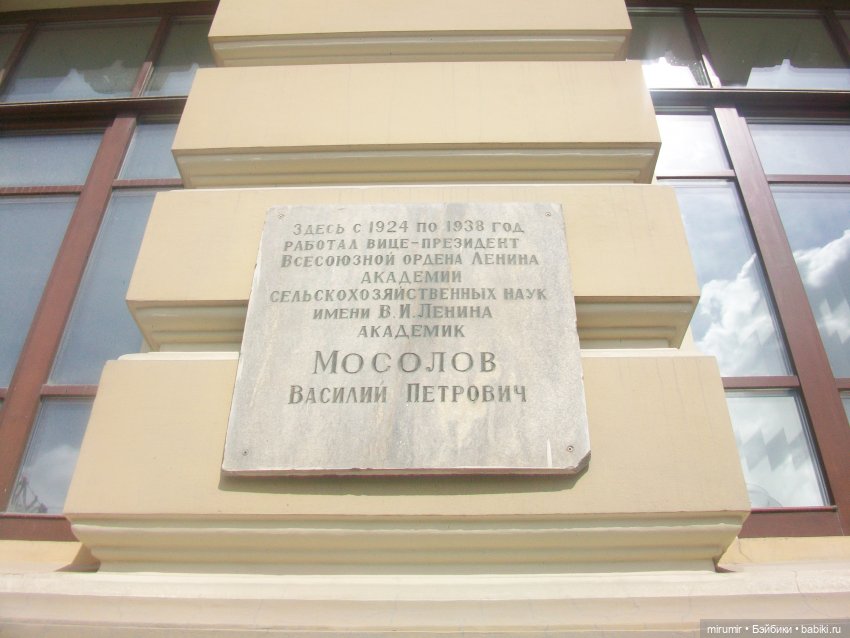 Здесь с 1924 по 1938 год
работал вице-президент
Всесоюзной ордена Ленина
академии
сельскохозяйственных наук
имени В.И.Ленина
академик
Мосолов
Василий Петрович
mirumir • Бэйбики • babiki.ru